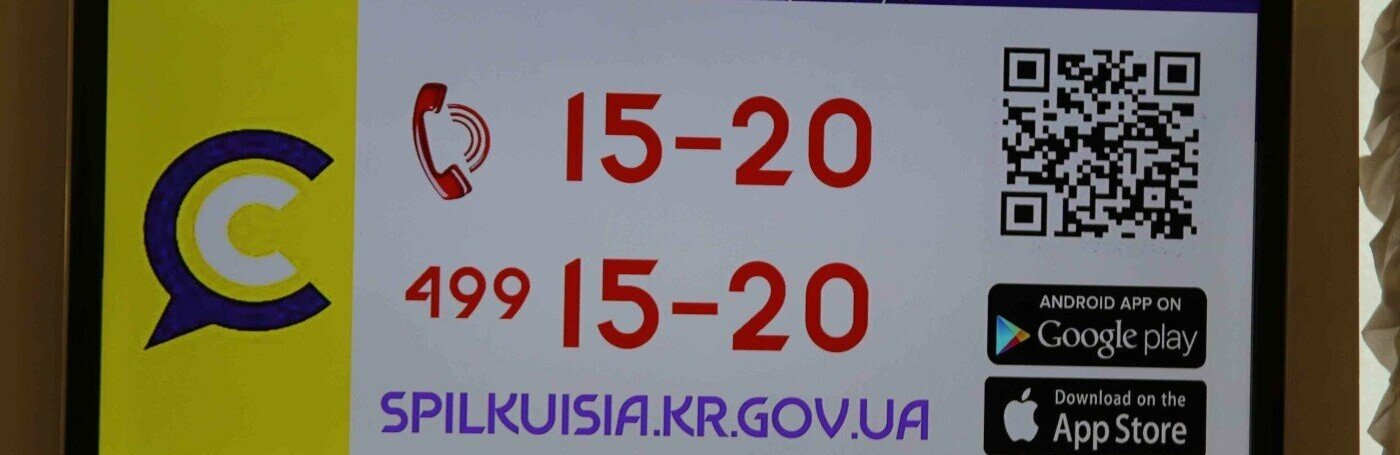 15-20
499 15-20
SPILKUISIA.KR.GOV.UA
ANDROID APP ON
Google play
Download on the
App Store